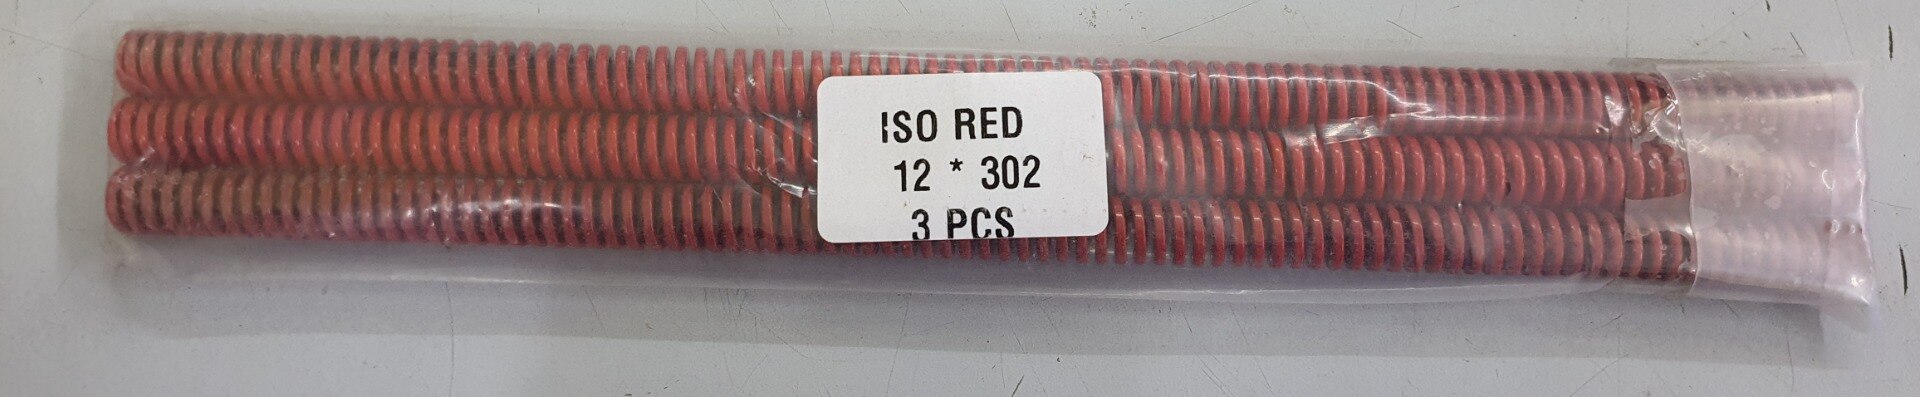 ISO RED
12 * 302
3 PCS